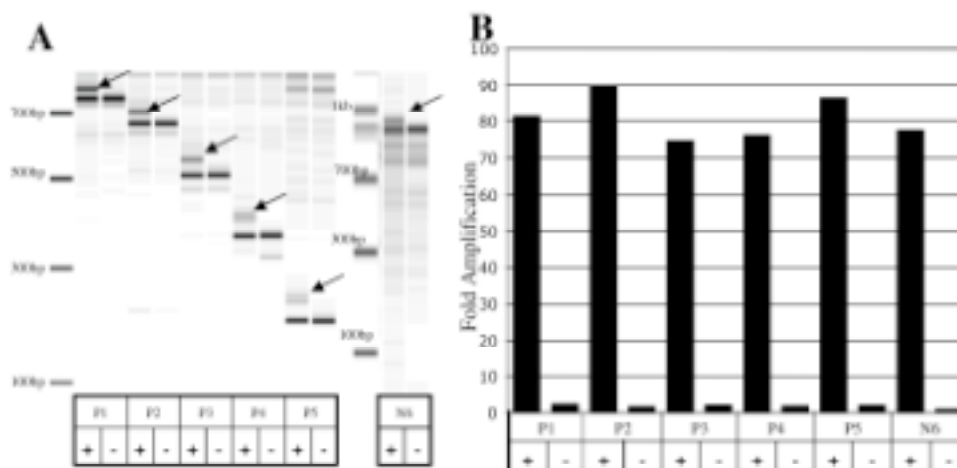 A
700bp
500bp
300bp
100bp
1kb
700bp
300bp
100bp
P1 P2 P3 P4 P5 N6
+ - + - + - + - + - + -
B
Fold Amplification
100
90
80
70
60
50
40
30
20
10
0
P1 P2 P3 P4 P5 N6
+ - + - + - + - + - + -